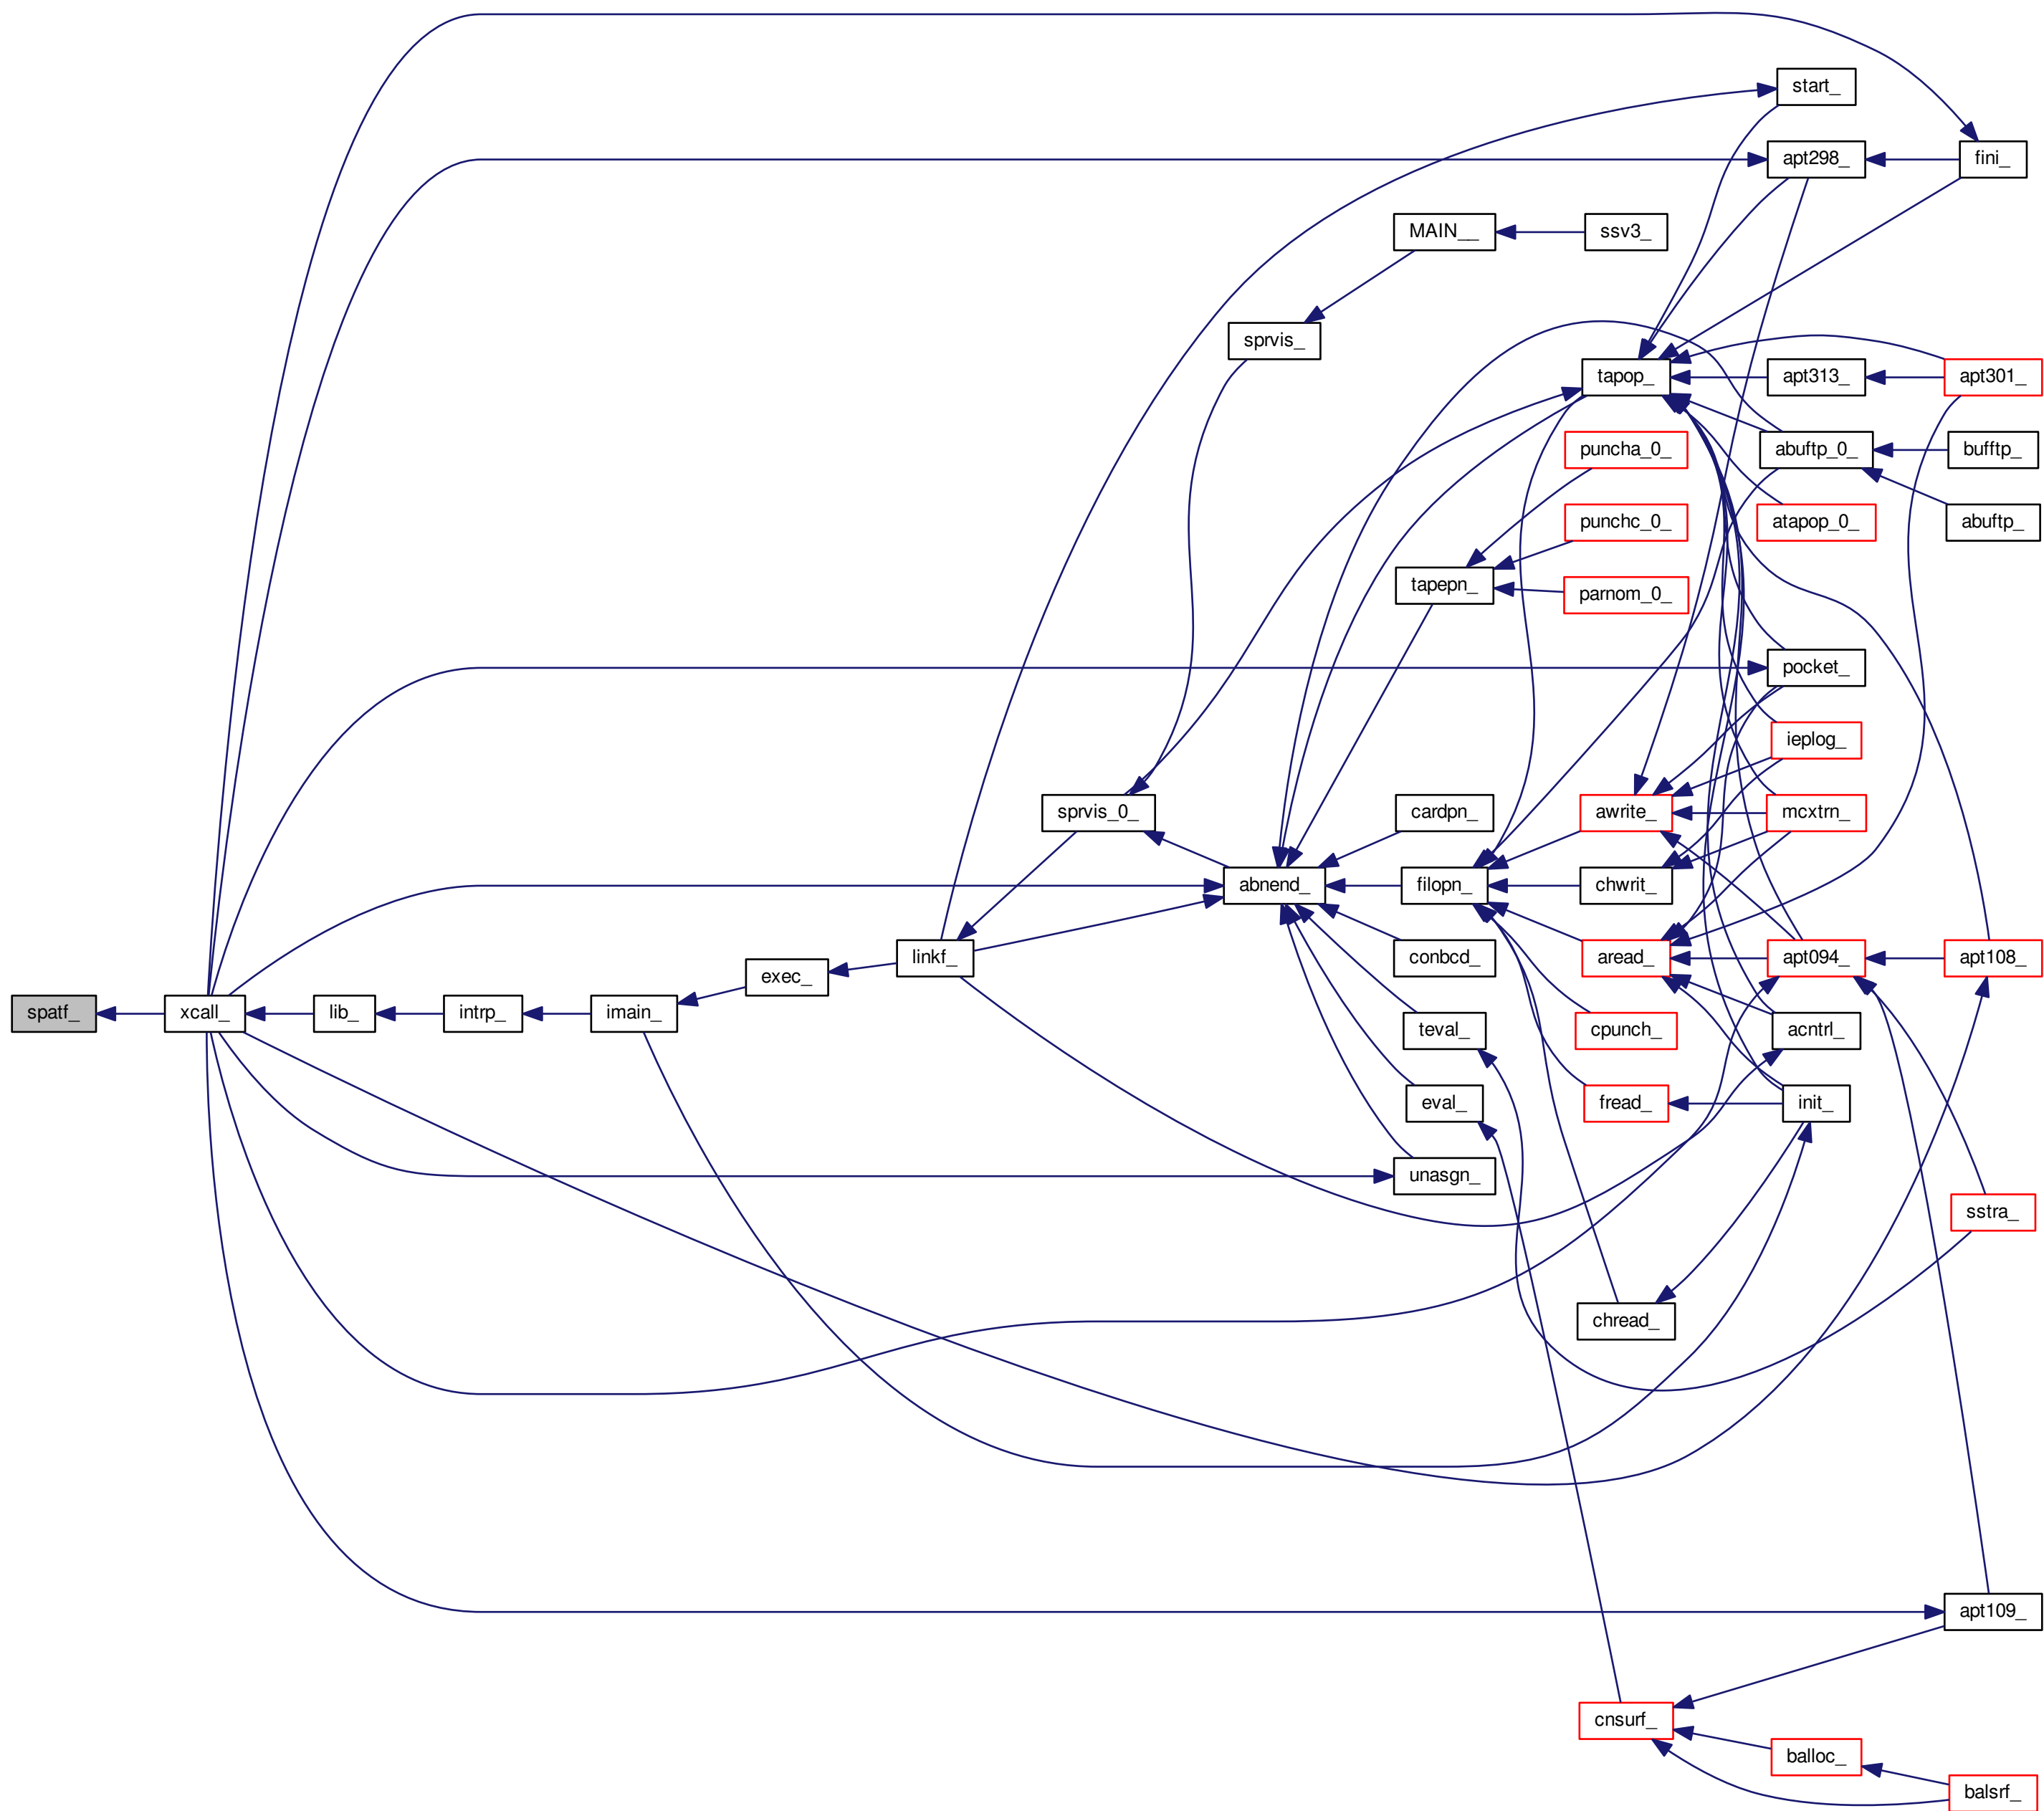 start_
apt298_
fini_
MAIN__
ssv3_
sprvis_
tapop_
apt313_
apt301_
puncha_0_
abuftp_0_
bufftp_
punchc_0_
atapop_0_
abuftp_
tapepn_
parnom_0_
pocket_
ieplog_
sprvis_0_
cardpn_
awrite_
mcxtrn_
abnend_
filopn_
chwrit_
linkf_
conbcd_
aread_
apt094_
apt108_
exec_
spatf_
xcall_
lib_
intrp_
imain_
teval_
cpunch_
acntrl_
eval_
fread_
init_
unasgn_
sstra_
chread_
apt109_
cnsurf_
balloc_
balsrf_